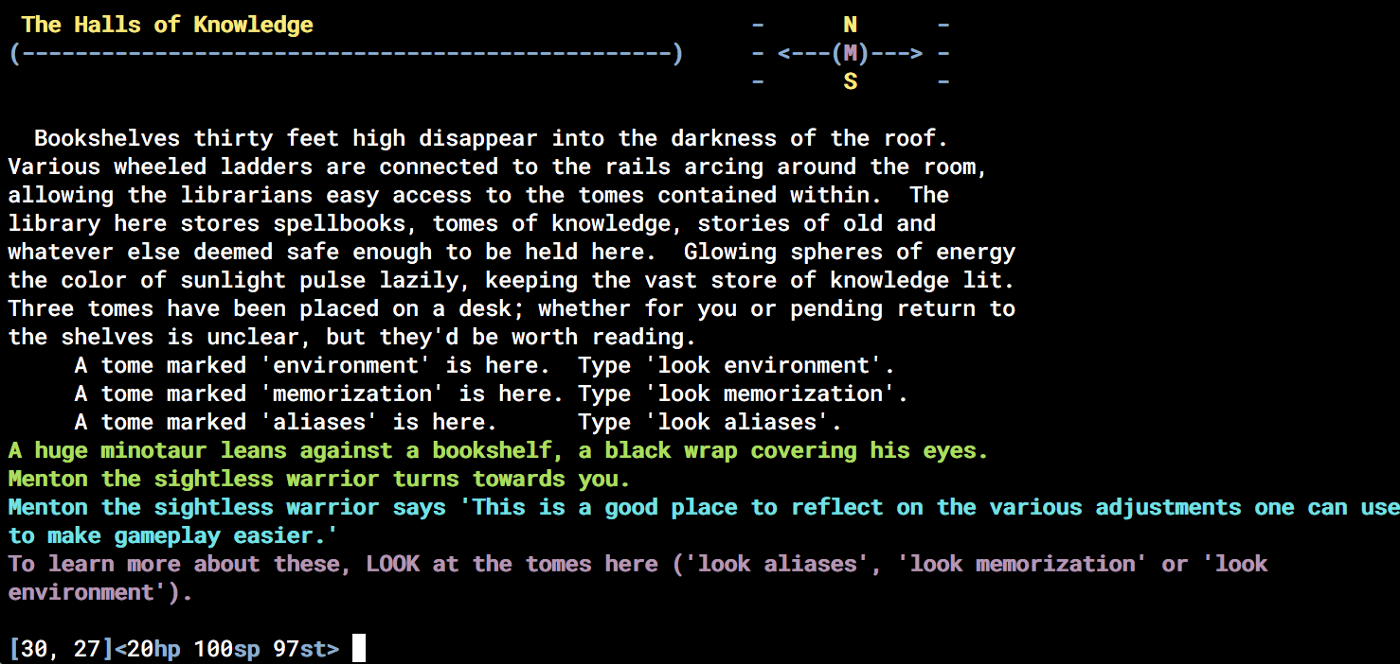 The Halls of Knowledge - N -
(-------------------------------------------------) - <---(M)---> -
- S -
Bookshelves thirty feet high disappear into the darkness of the roof.
Various wheeled ladders are connected to the rails arcing around the room,
allowing the librarians easy access to the tomes contained within. The
library here stores spellbooks, tomes of knowledge, stories of old and
whatever else deemed safe enough to be held here. Glowing spheres of energy
the color of sunlight pulse lazily, keeping the vast store of knowledge lit.
Three tomes have been placed on a desk; whether for you or pending return to
the shelves is unclear, but they'd be worth reading.
A tome marked 'environment' is here. Type 'look environment'.
A tome marked 'memorization' is here. Type 'look memorization'.
A tome marked 'aliases' is here. Type 'look aliases'.
A huge minotaur leans against a bookshelf, a black wrap covering his eyes.
Menton the sightless warrior turns towards you.
Menton the sightless warrior says 'This is a good place to reflect on the various adjustments one can use
to make gameplay easier.'
To learn more about these, LOOK at the tomes here ('look aliases', 'look memorization' or 'look
environment').
[30, 27]<20hp 100sp 97st>